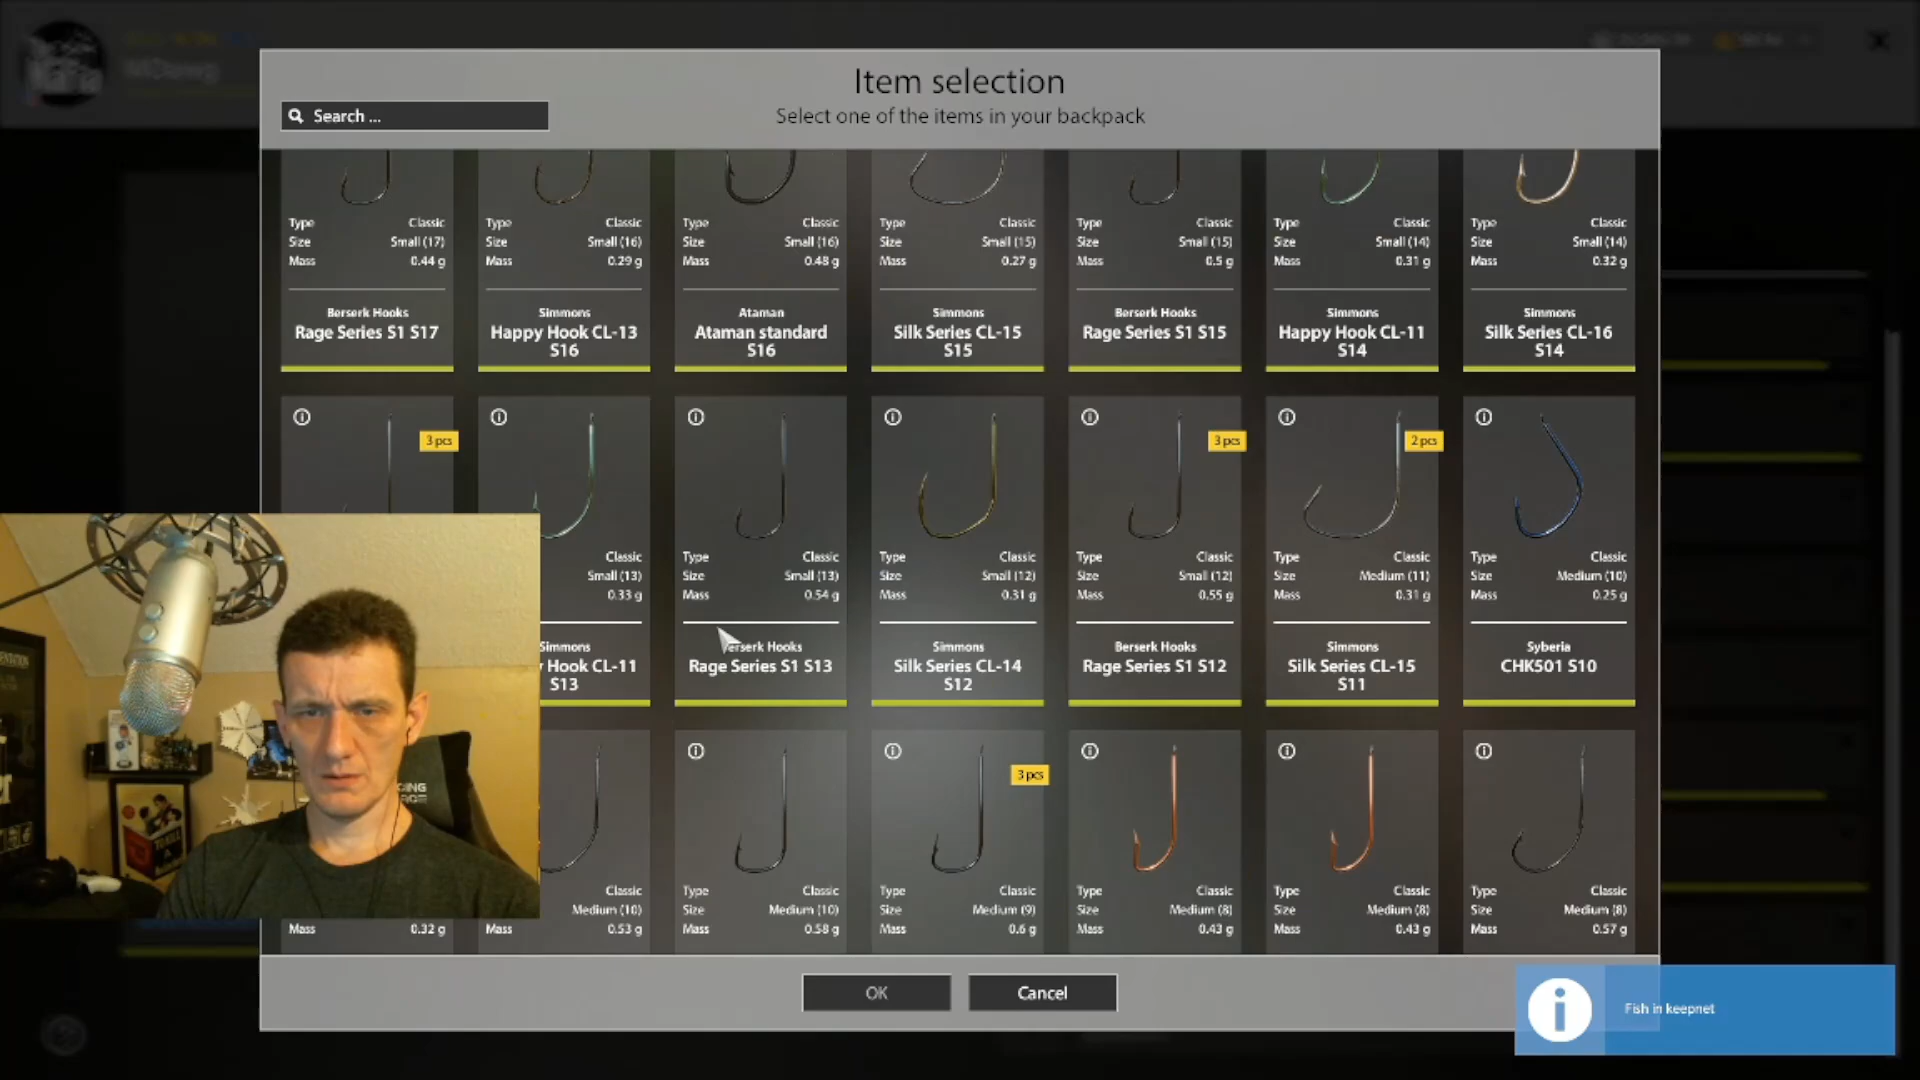 Item selection
Search ...
Select one of the items in your backpack
Type Classic
Size Small (17)
Mass 0.44 g
Berserk Hooks
Rage Series S1 S17
Type Classic
Size Small (16)
Mass 0.29 g
Simmons
Happy Hook CL-13
S16
Type Classic
Size Small (16)
Mass 0.48 g
Ataman
Ataman standard
S16
Type Classic
Size Small (15)
Mass 0.27 g
Simmons
Silk Series CL-15
S15
Type Classic
Size Small (15)
Mass 0.5 g
Berserk Hooks
Rage Series S1 S15
Type Classic
Size Small (14)
Mass 0.31 g
Simmons
Happy Hook CL-11
S14
Type Classic
Size Small (14)
Mass 0.32 g
Simmons
Silk Series CL-16
S14
3 pcs
Classic
Small (13)
0.33 g
Simmons
Hook CL-11
S13
Type Classic
Size Small (13)
Mass 0.54 g
Berserk Hooks
Rage Series S1 S13
Type Classic
Size Small (12)
Mass 0.31 g
Simmons
Silk Series CL-14
S12
3 pcs
Type Classic
Size Small (12)
Mass 0.55 g
Berserk Hooks
Rage Series S1 S12
2 pcs
Type Classic
Size Medium (11)
Mass 0.31 g
Simmons
Silk Series CL-15
S11
Type Classic
Size Medium (10)
Mass 0.25 g
Syberia
CHK501 S10
Mass 0.32 g
Classic
Medium (10)
Mass 0.53 g
Type Classic
Size Medium (10)
Mass 0.58 g
3 pcs
Type Classic
Size Medium (9)
Mass 0.6 g
Type Classic
Size Medium (8)
Mass 0.43 g
Type Classic
Size Medium (8)
Mass 0.43 g
Type Classic
Size Medium (8)
Mass 0.57 g
OK
Cancel
Fish in keepnet